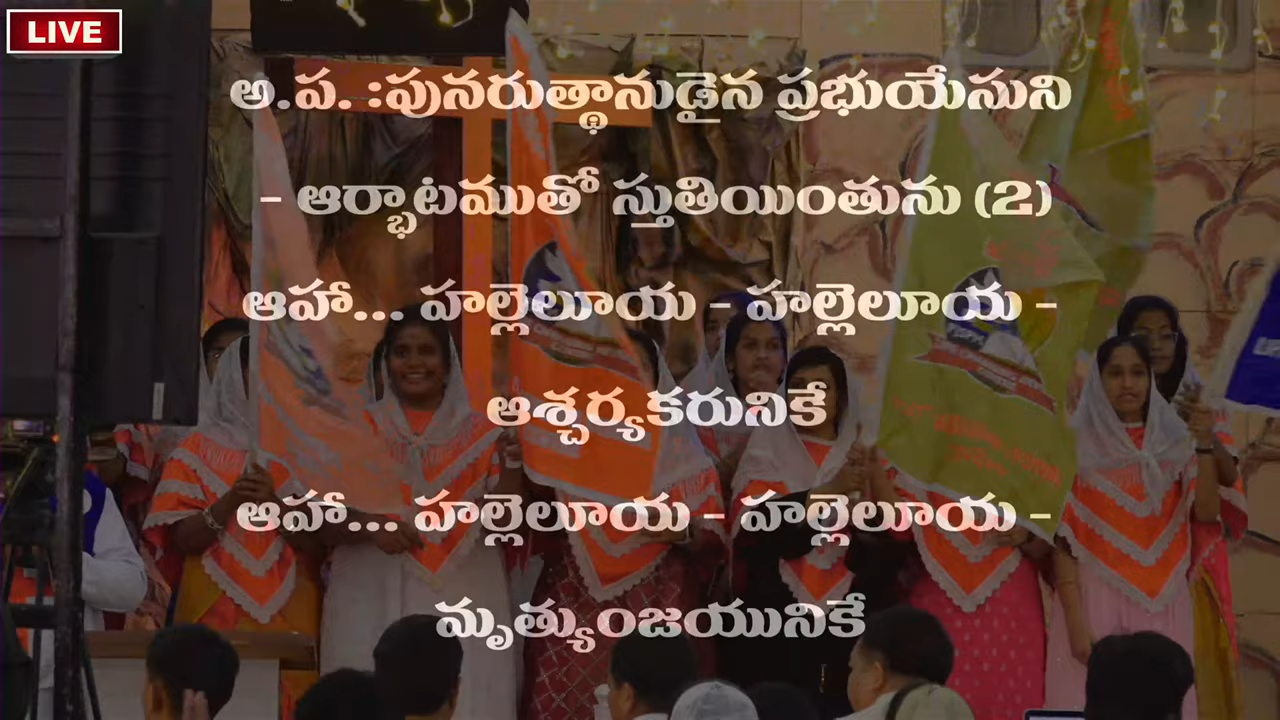 LIVE
అ.ప. :పునరుత్థానుడైన ప్రభుయేసుని
- ఆర్భాటముతో స్తుతియింతును (2)
ఆహా... హల్లెలూయ - హల్లెలూయ -
ఆశ్చర్యకరునికే
ఆహా... హల్లెలూయ - హల్లెలూయ -
మృత్యుంజయునికే